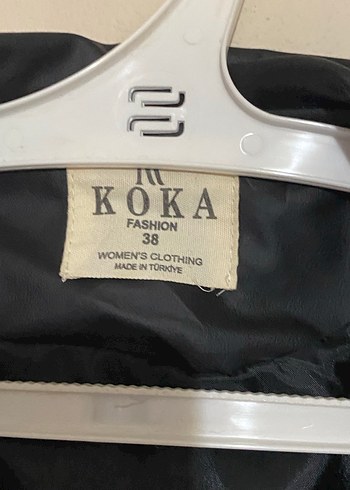 KOKA
FASHION
38
WOMEN'S CLOTHING
MADE IN TÜRKİYE